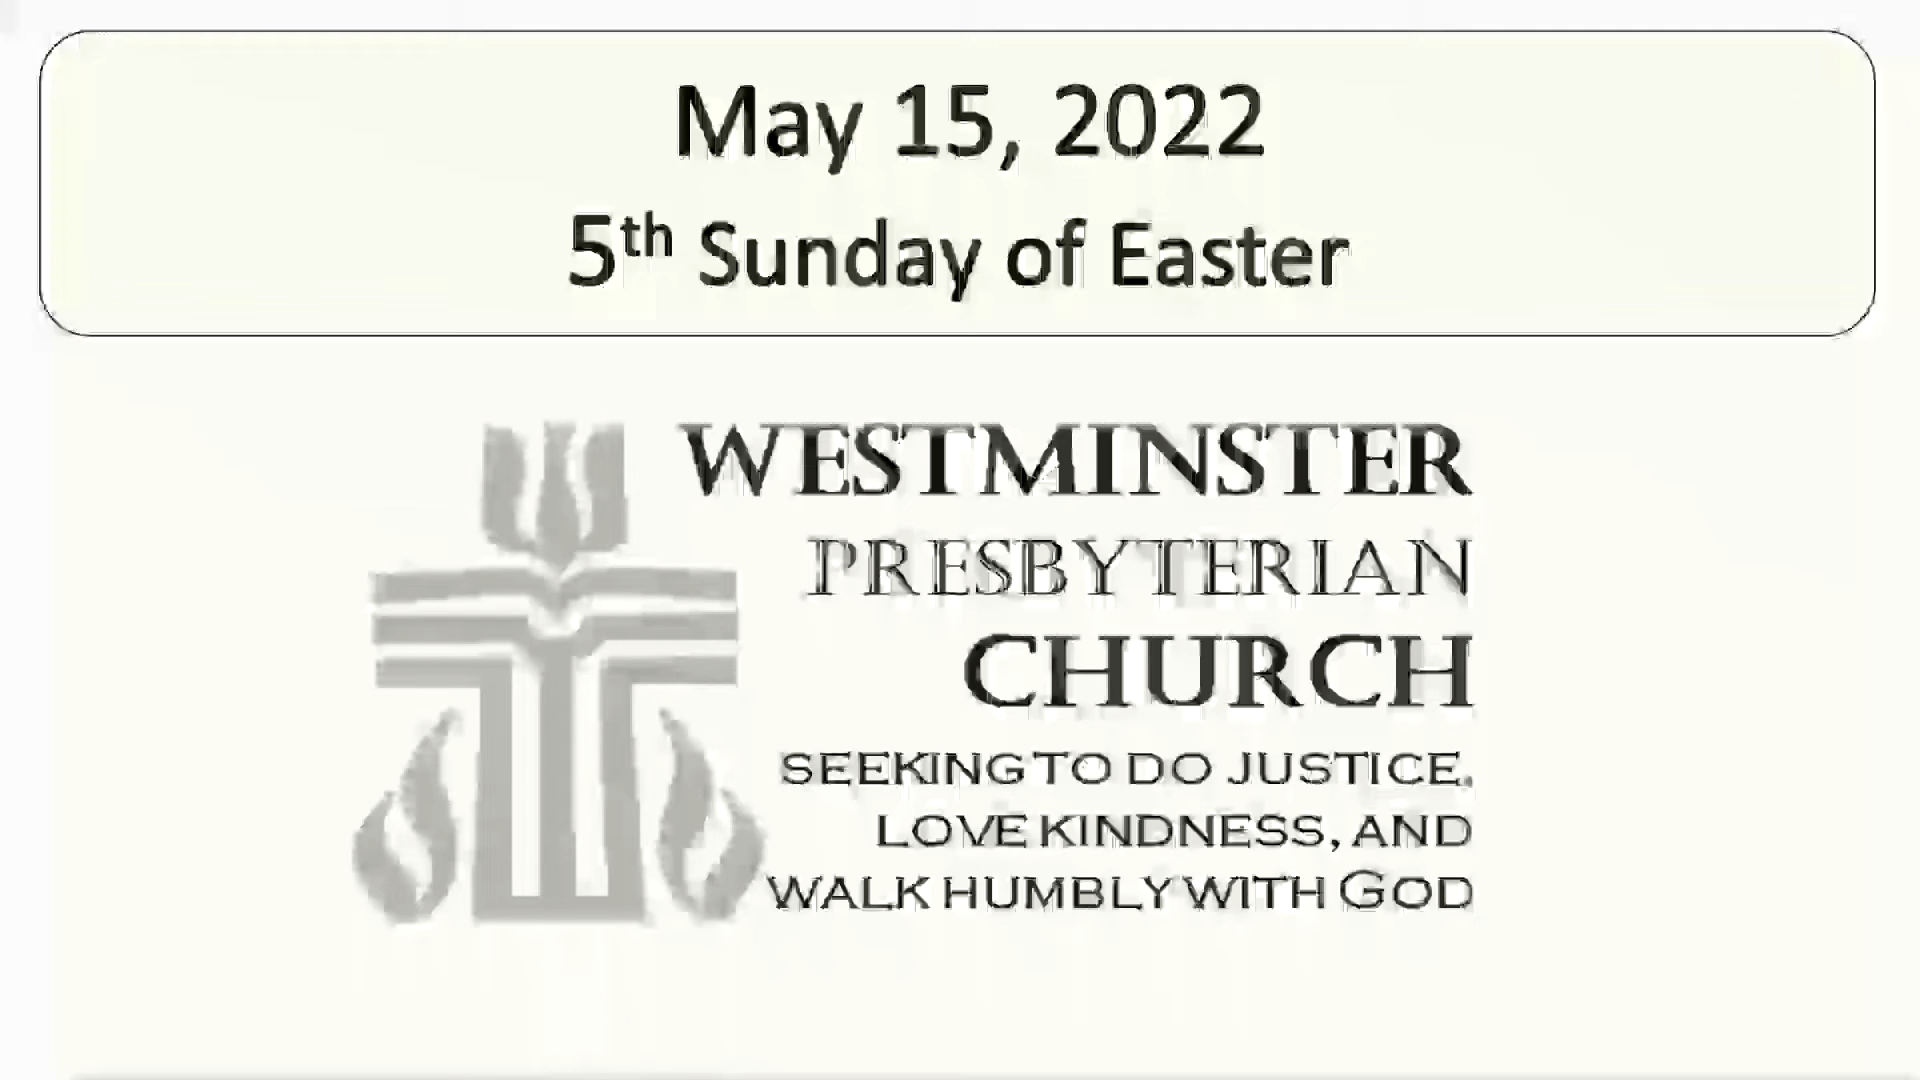 May 15, 2022
5th Sunday of Easter
WESTMINSTER
PRESBYTERIAN
CHURCH
SEEKING TO DO JUSTICE,
LOVE KINDNESS, AND
WALK HUMBLY WITH GOD